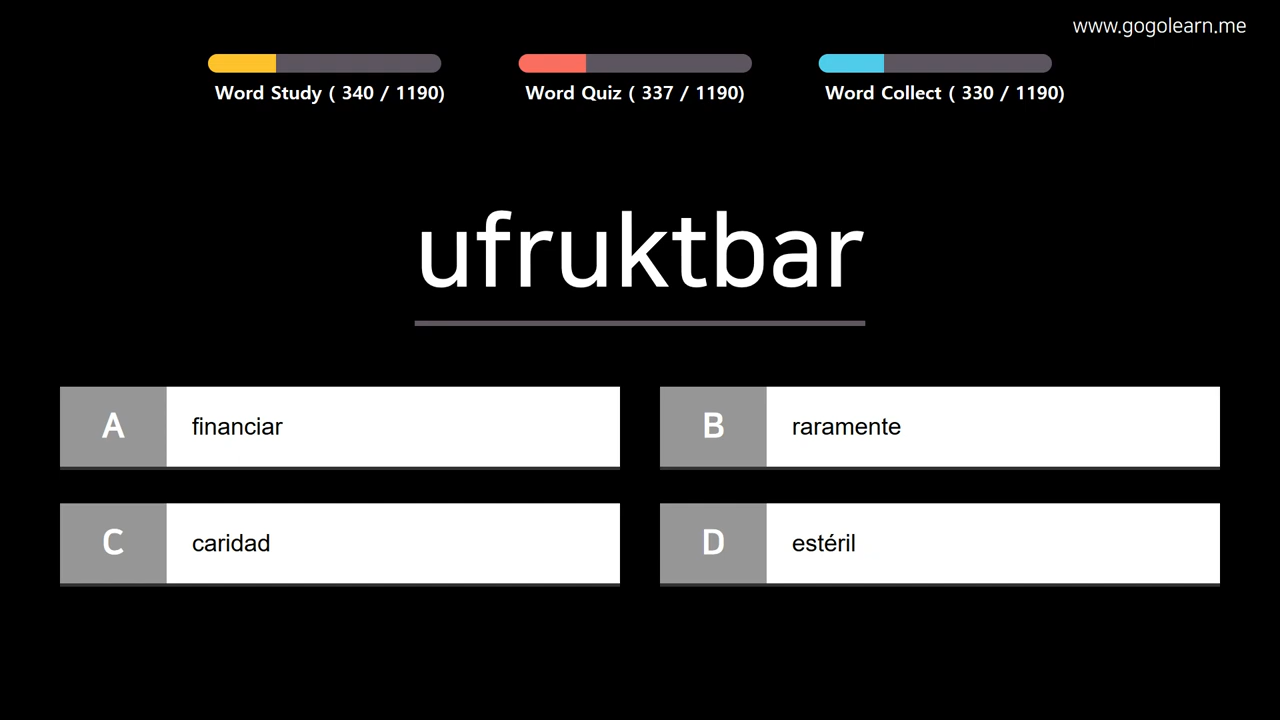 www.gogolearn.me
Word Study ( 340 / 1190)
Word Quiz ( 337 / 1190)
Word Collect ( 330 / 1190)
ufruktbar
A
financiar
B
raramente
C
caridad
D
estéril